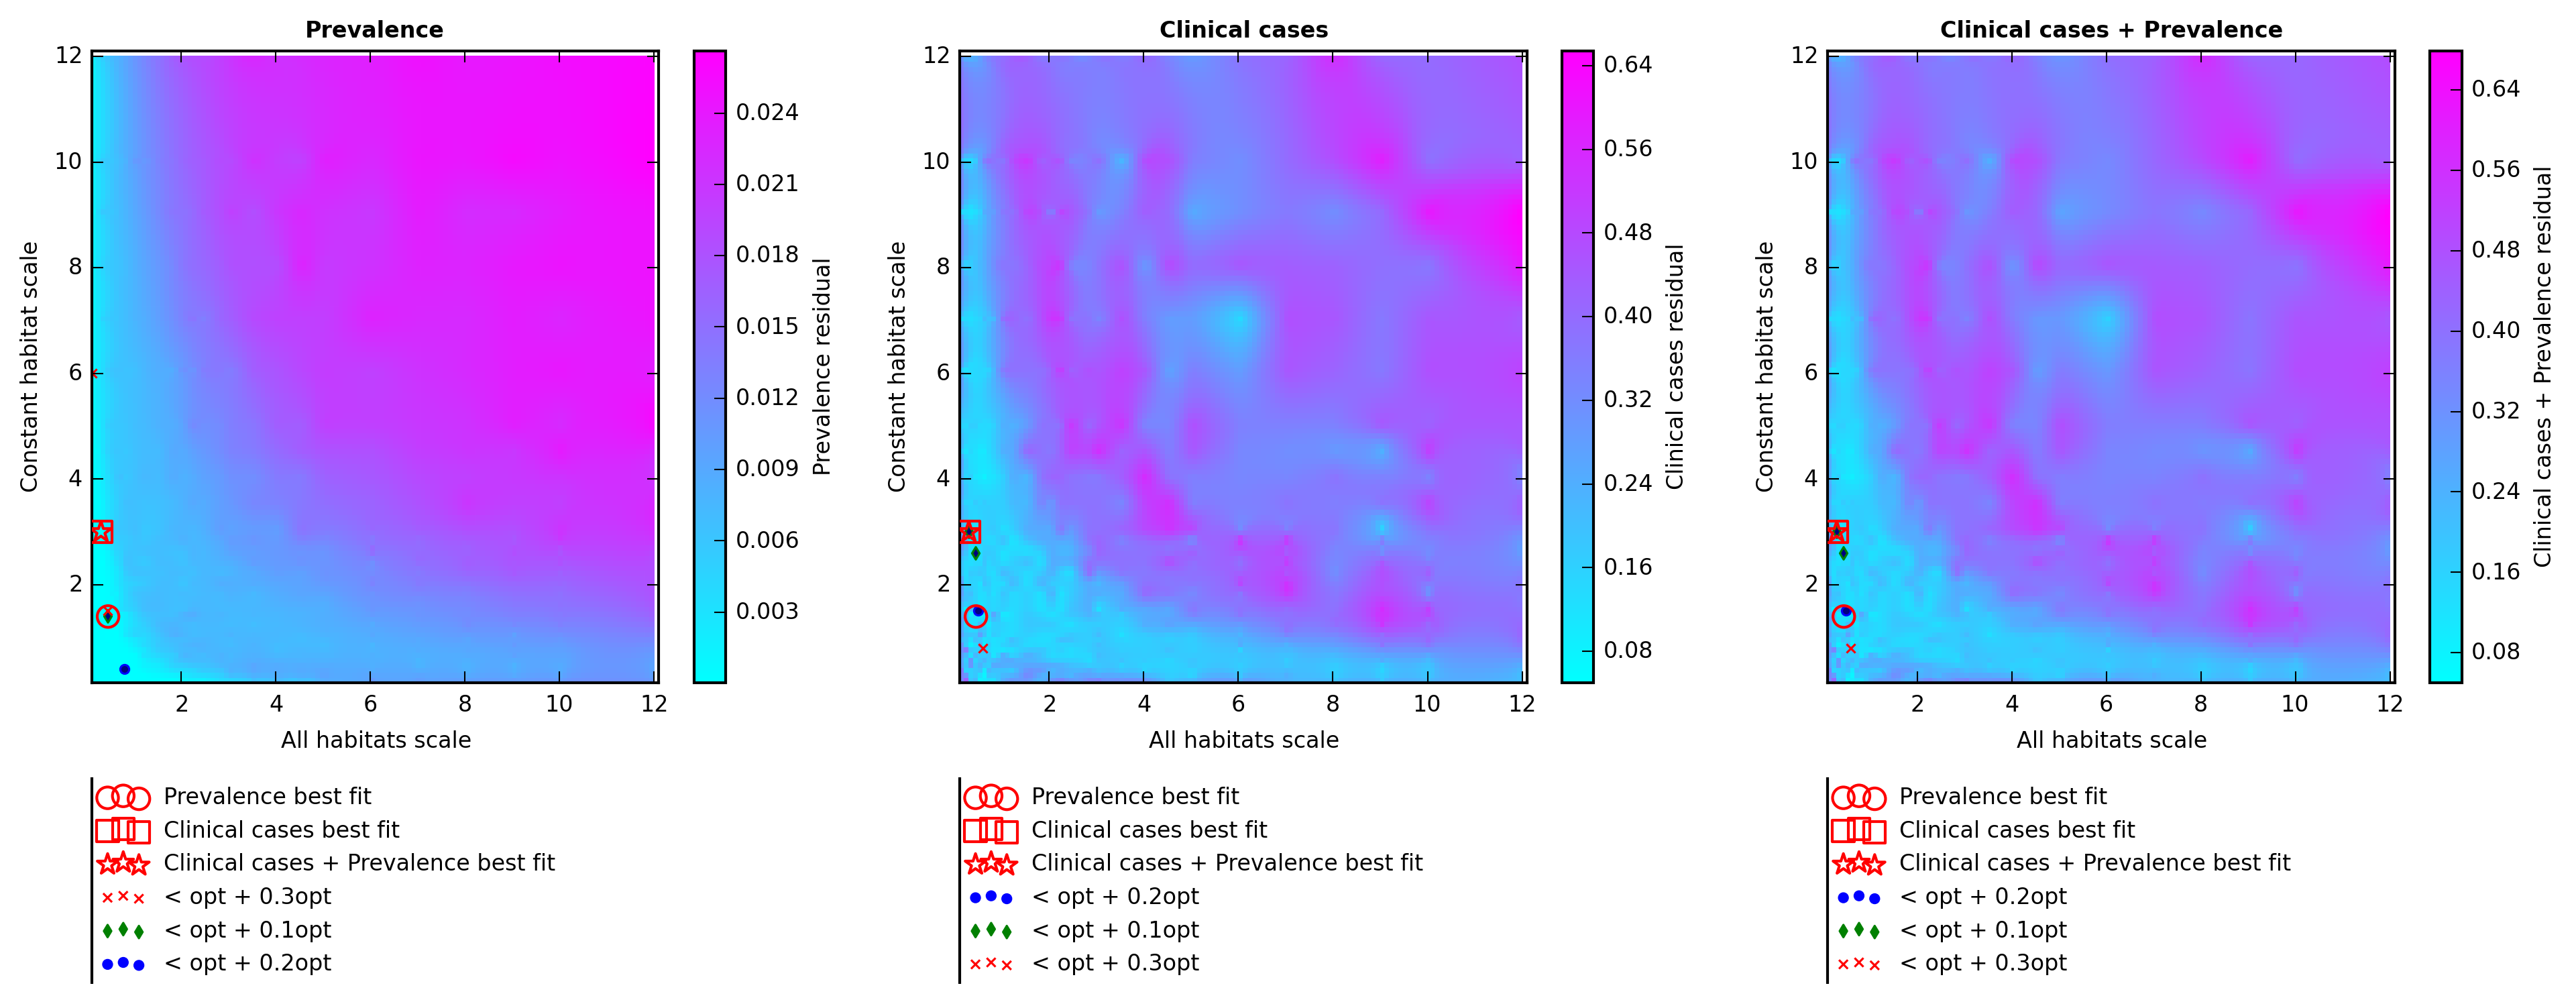 Prevalence
12
10
8
6
4
2
Constant habitat scale
2 4 6 8 10 12
All habitats scale
0.024
0.021
0.018
0.015
0.012
0.009
0.006
0.003
Prevalence residual
Prevalence best fit
Clinical cases best fit
Clinical cases + Prevalence best fit
< opt + 0.3opt
< opt + 0.1opt
< opt + 0.2opt
Clinical cases
12
10
8
6
4
2
Constant habitat scale
2 4 6 8 10 12
All habitats scale
0.64
0.56
0.48
0.40
0.32
0.24
0.16
0.08
Clinical cases residual
Prevalence best fit
Clinical cases best fit
Clinical cases + Prevalence best fit
< opt + 0.2opt
< opt + 0.1opt
< opt + 0.3opt
Clinical cases + Prevalence
12
10
8
6
4
2
Constant habitat scale
2 4 6 8 10 12
All habitats scale
0.64
0.56
0.48
0.40
0.32
0.24
0.16
0.08
Clinical cases + Prevalence residual
Prevalence best fit
Clinical cases best fit
Clinical cases + Prevalence best fit
< opt + 0.2opt
< opt + 0.1opt
< opt + 0.3opt